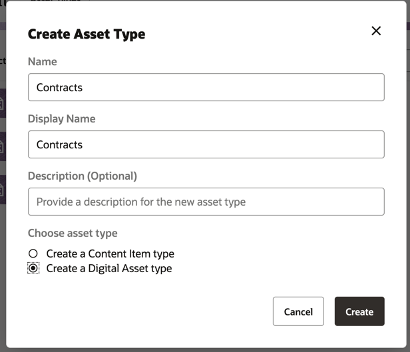 Create Asset Type
Name
Contracts
Display Name
Contracts
Description (Optional)
Provide a description for the new asset type
Choose asset type
Create a Content Item type
Create a Digital Asset type
Cancel
Create